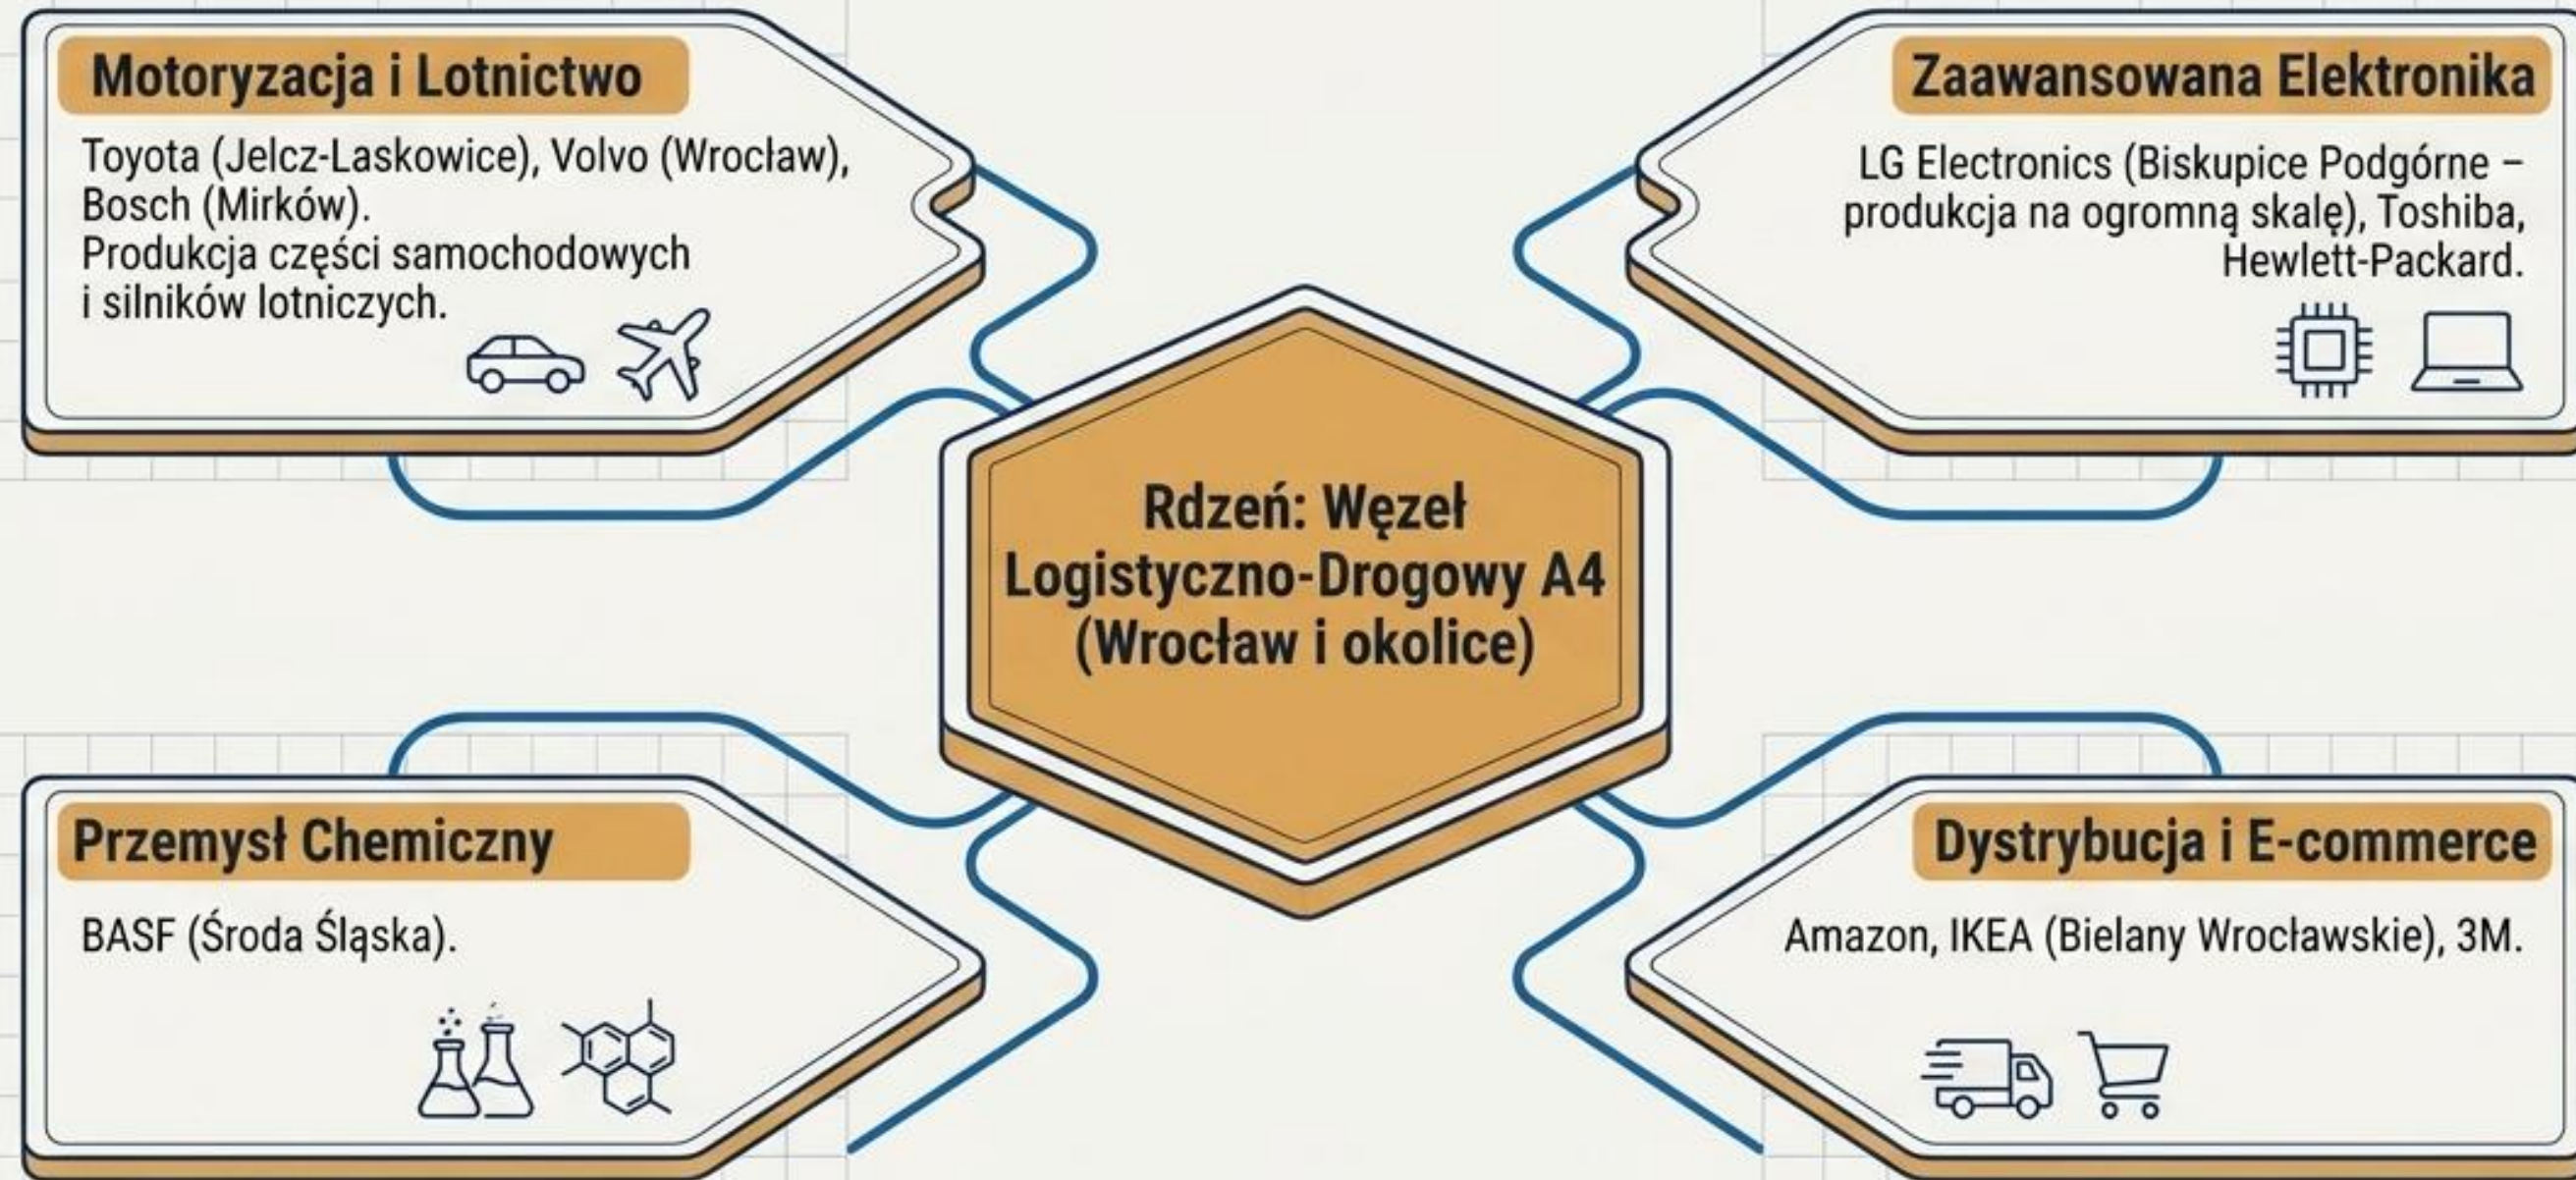 Motoryzacja i Lotnictwo
Toyota (Jelcz-Laskowice), Volvo (Wrocław),
Bosch (Mirków).
Produkcja części samochodowych
i silników lotniczych.
Zaawansowana Elektronika
LG Electronics (Biskupice Podgórne –
produkcja na ogromną skalę), Toshiba,
Hewlett-Packard.
Rdzeń: Węzeł
Logistyczno-Drogowy A4
(Wrocław i okolice)
Przemysł Chemiczny
BASF (Środa Śląska).
Dystrybucja i E-commerce
Amazon, IKEA (Bielany Wrocławskie), 3M.